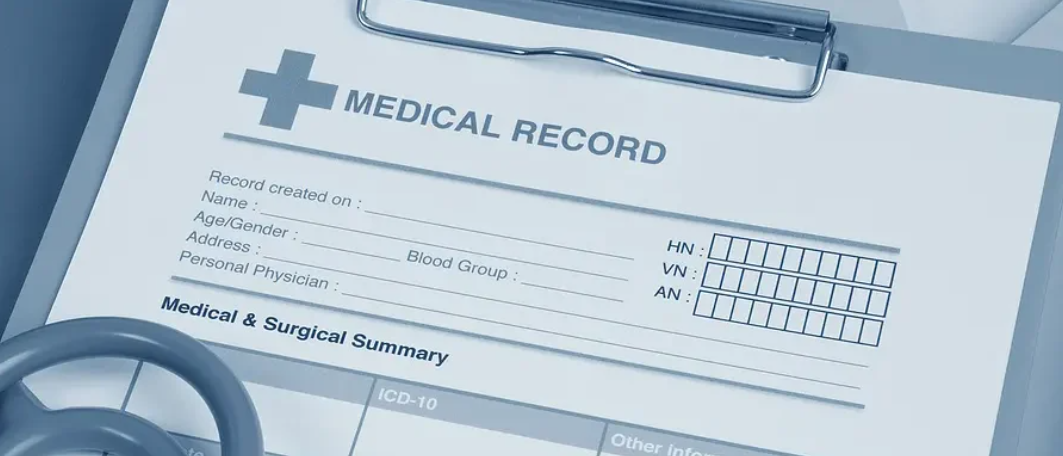 MEDICAL RECORD
Record created on :
Name :
Age/Gender :
Blood Group :
Address :
Personal Physician :
HN :
VN :
AN :
Medical & Surgical Summary
ICD-10
Other